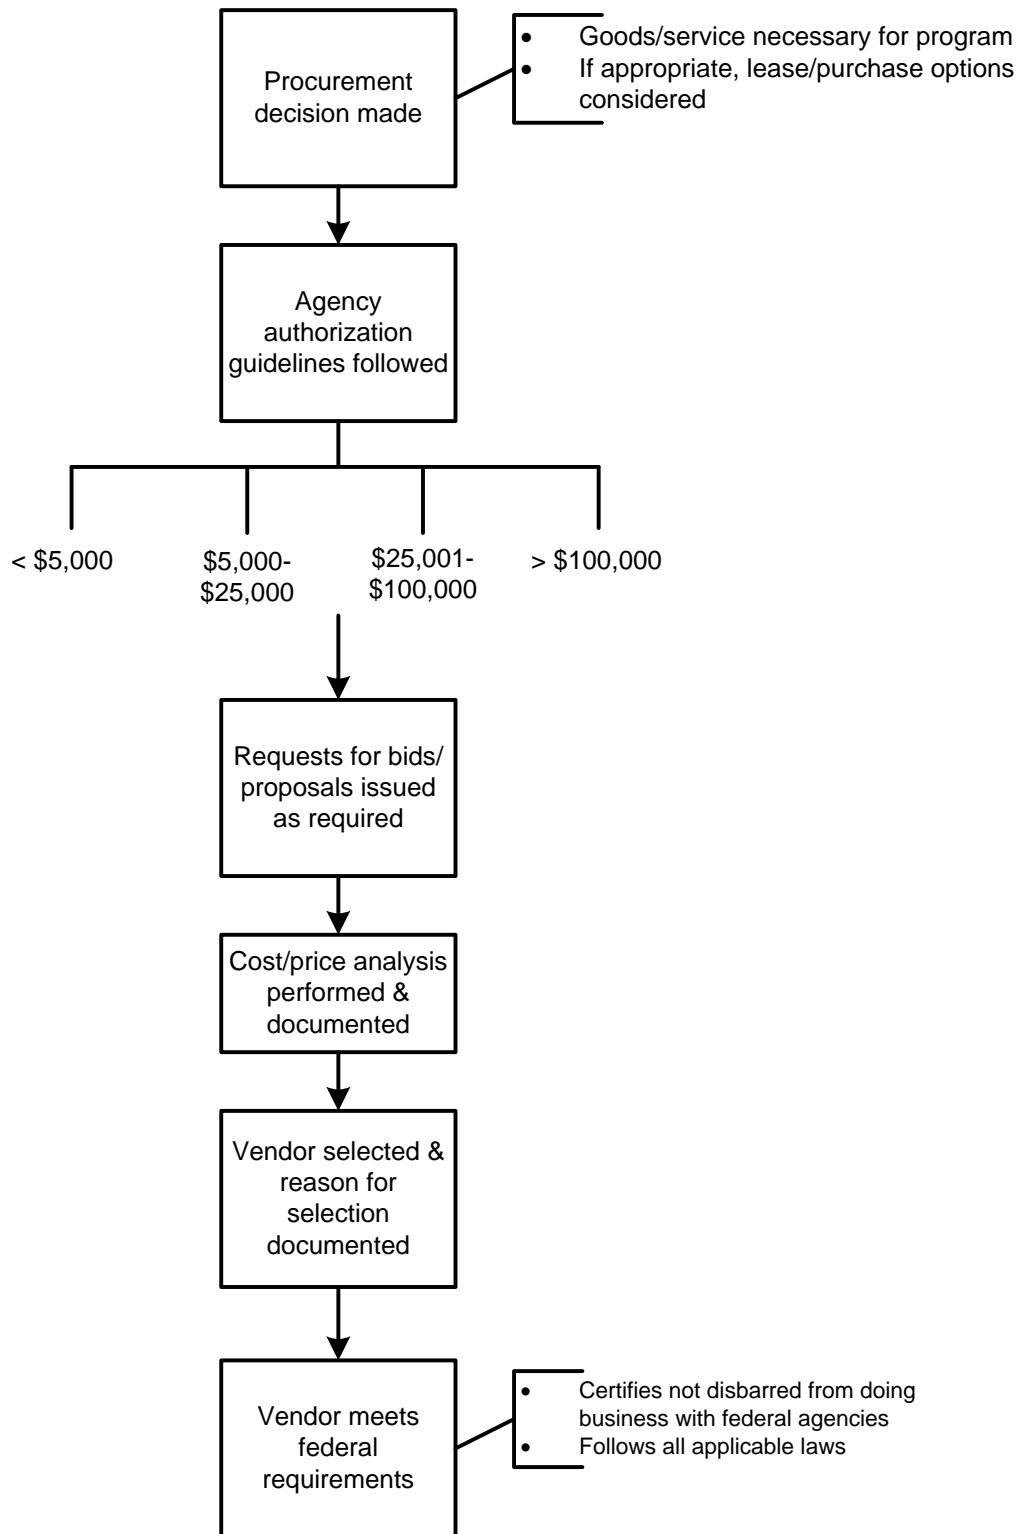 Procurement
decision made
• Goods/service necessary for program
• If appropriate, lease/purchase options
considered
Agency
authorization
guidelines followed
< $5,000
$5,000-
$25,000
$25,001-
$100,000
> $100,000
Requests for bids/
proposals issued
as required
Cost/price analysis
performed &
documented
Vendor selected &
reason for
selection
documented
Vendor meets
federal
requirements
• Certifies not disbarred from doing
business with federal agencies
• Follows all applicable laws